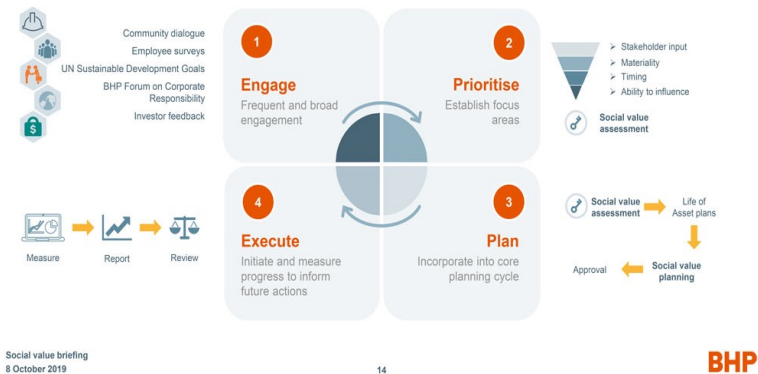 Community dialogue
Employee surveys
UN Sustainable Development Goals
BHP Forum on Corporate
Responsibility
Investor feedback
$
1
Engage
Frequent and broad
engagement
2
Prioritise
Establish focus
areas
➢ Stakeholder input
➢ Materiality
➢ Timing
➢ Ability to influence
Social value
assessment
Measure
Report
Review
4
Execute
Initiate and measure
progress to inform
future actions
3
Plan
Incorporate into core
planning cycle
Social value
assessment
Life of
Asset plans
Approval
Social value
planning
Social value briefing
8 October 2019
14
BHP